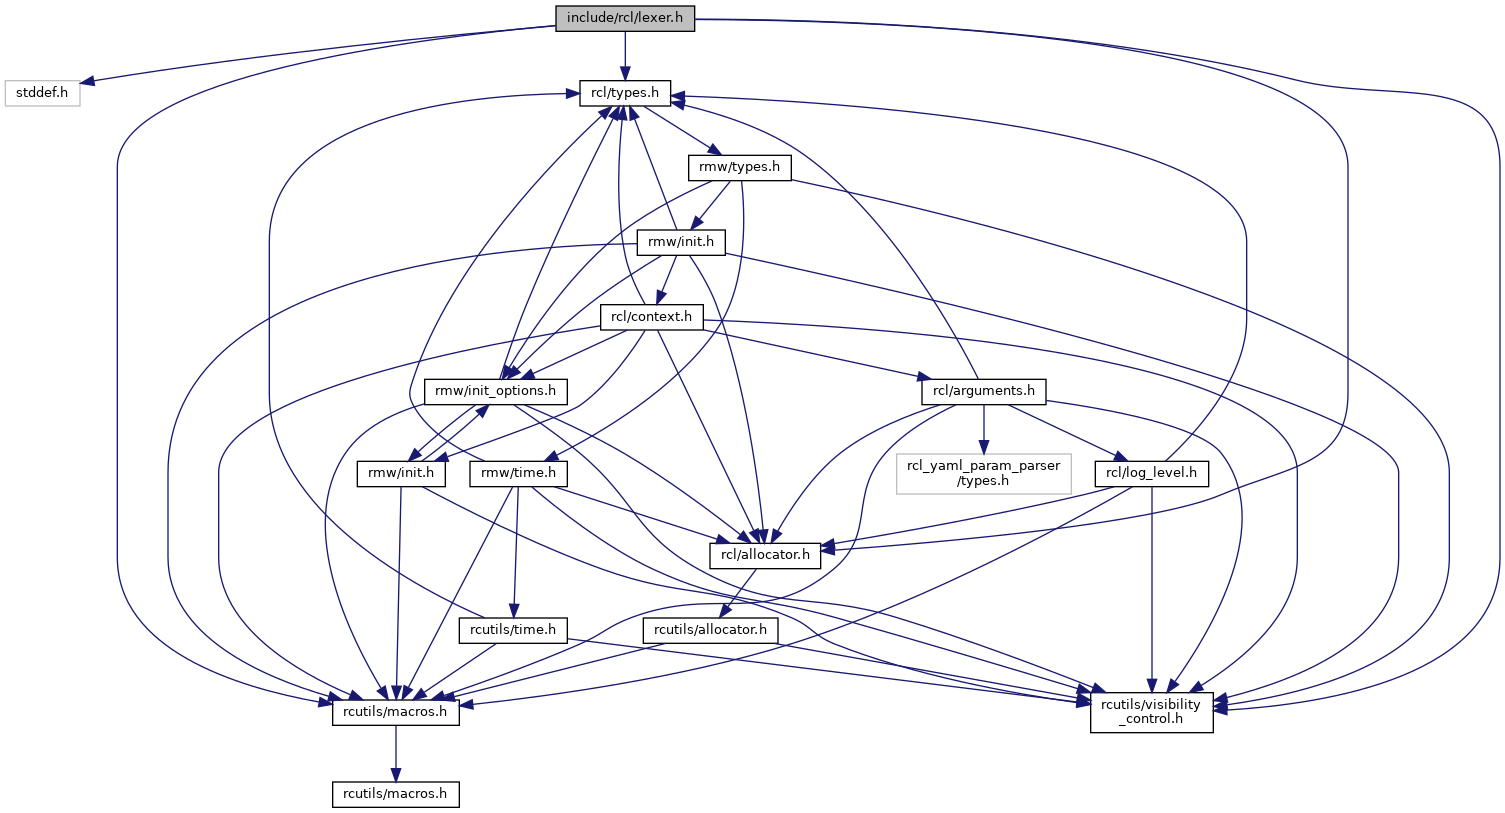 include/rcl/lexer.h
stddef.h
rcl/types.h
rmw/types.h
rmw/init.h
rcl/context.h
rmw/init_options.h
rcl/arguments.h
rmw/init.h
rmw/time.h
rcl_yaml_param_parser
/types.h
rcl/log_level.h
rcl/allocator.h
rcutils/time.h
rcutils/allocator.h
rcutils/macros.h
rcutils/visibility
_control.h
rcutils/macros.h